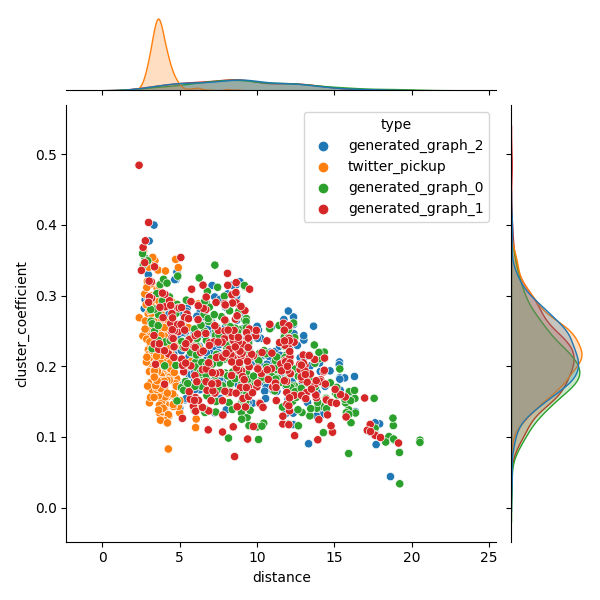 type
generated_graph_2
twitter_pickup
generated_graph_0
generated_graph_1
cluster_coefficient
0.5
0.4
0.3
0.2
0.1
0.0
0 5 10 15 20 25
distance